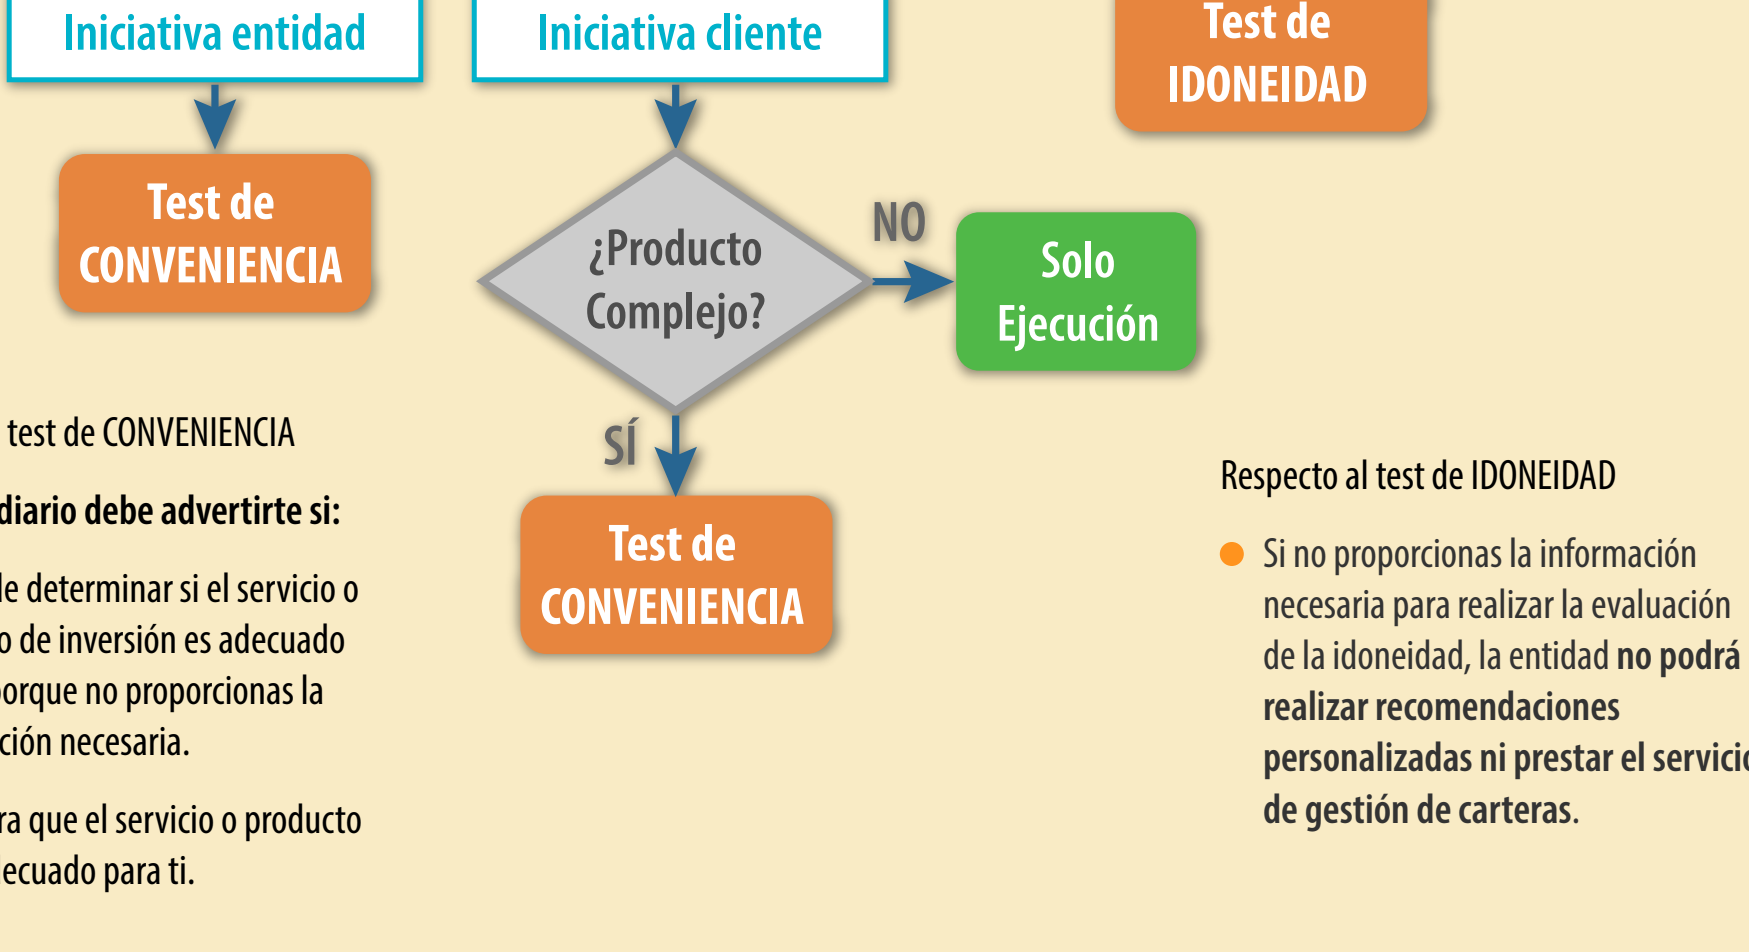 Iniciativa entidad
Iniciativa cliente
Test de
IDONEIDAD
Test de
CONVENIENCIA
¿Producto
Complejo?
NO
Solo
Ejecución
SÍ
Test de
CONVENIENCIA
test de CONVENIENCIA
diario debe advertirte si:
le determinar si el servicio o
o de inversión es adecuado
porque no proporcionas la
ción necesaria.
ra que el servicio o producto
decuado para ti.
Respecto al test de IDONEIDAD
Si no proporcionas la información
necesaria para realizar la evaluación
de la idoneidad, la entidad no podrá
realizar recomendaciones
personalizadas ni prestar el servicio
de gestión de carteras.